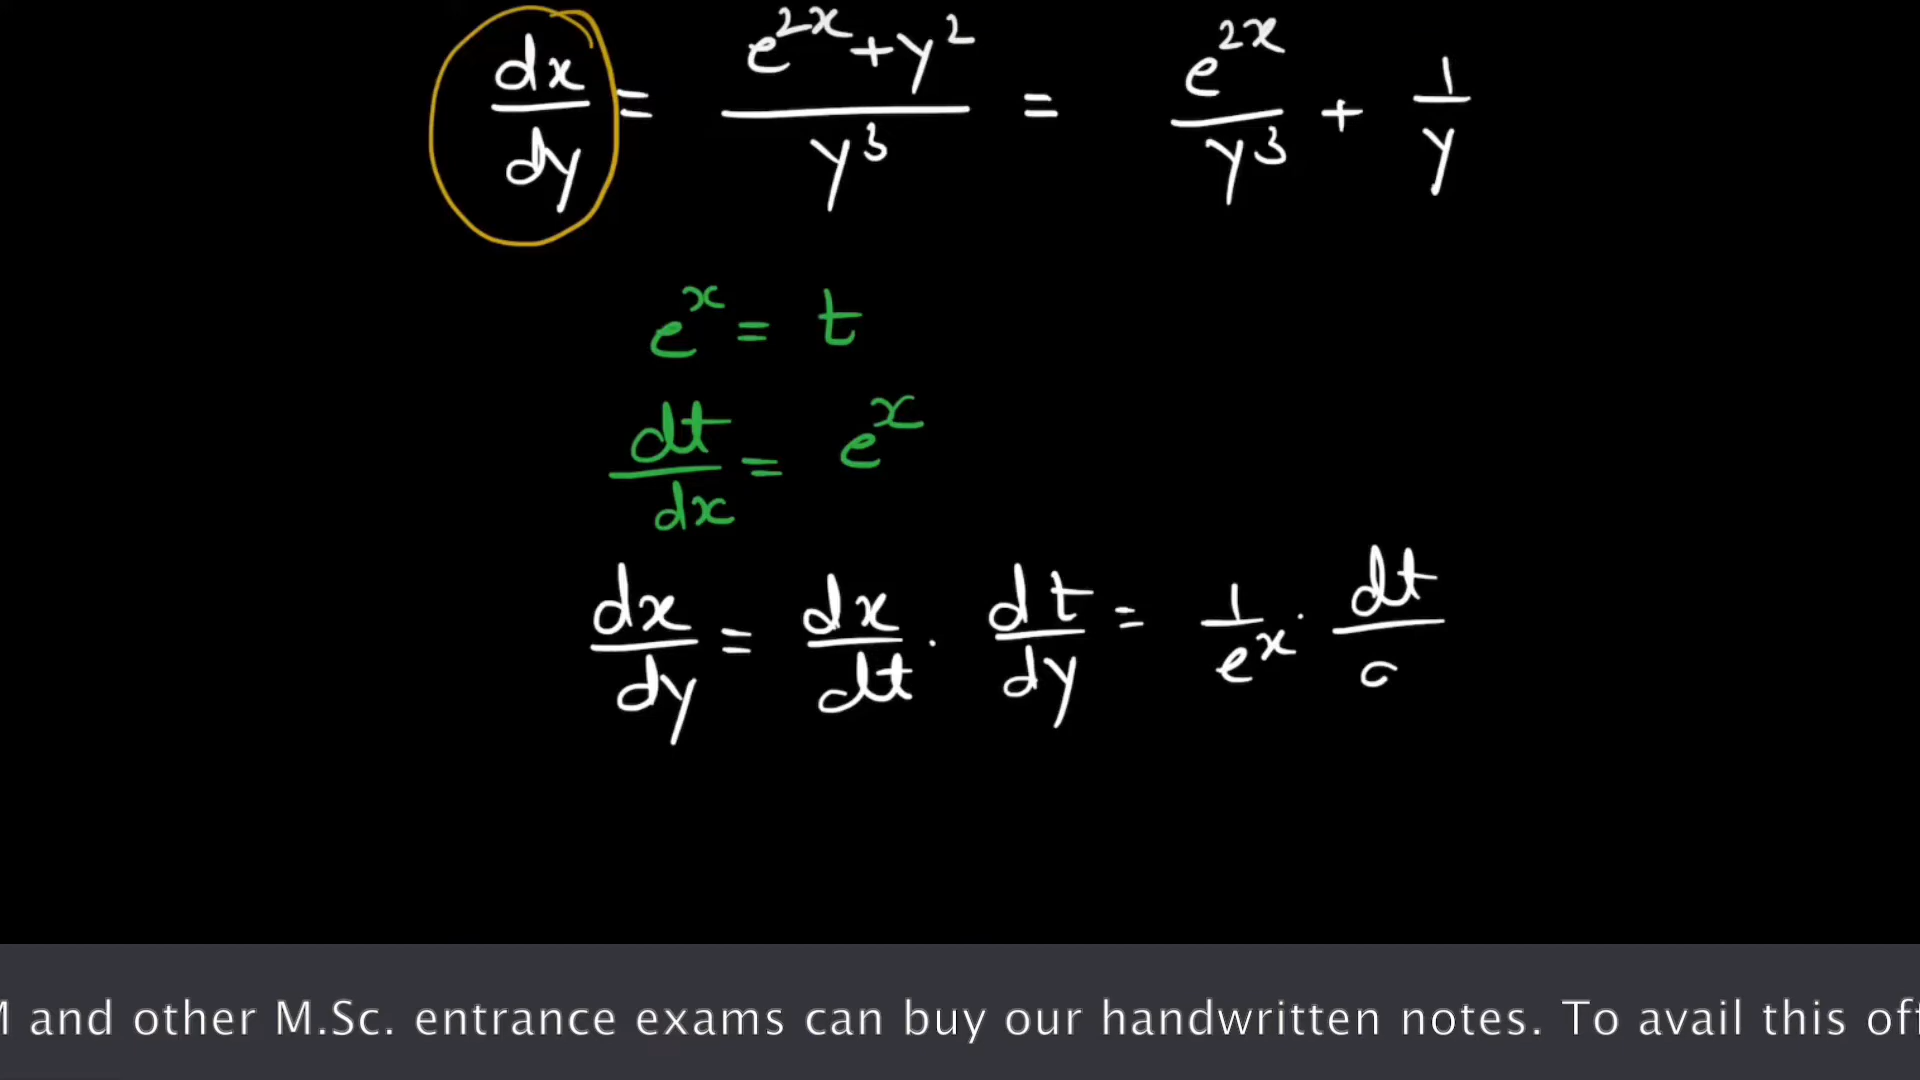 dx/dy = (e^{2x} + y^2)/y^3 = e^{2x}/y^3 + 1/y
e^x = t
dt/dx = e^x
dx/dy = dx/dt . dt/dy = 1/e^x . dt/
and other M.Sc. entrance exams can buy our handwritten notes. To avail this